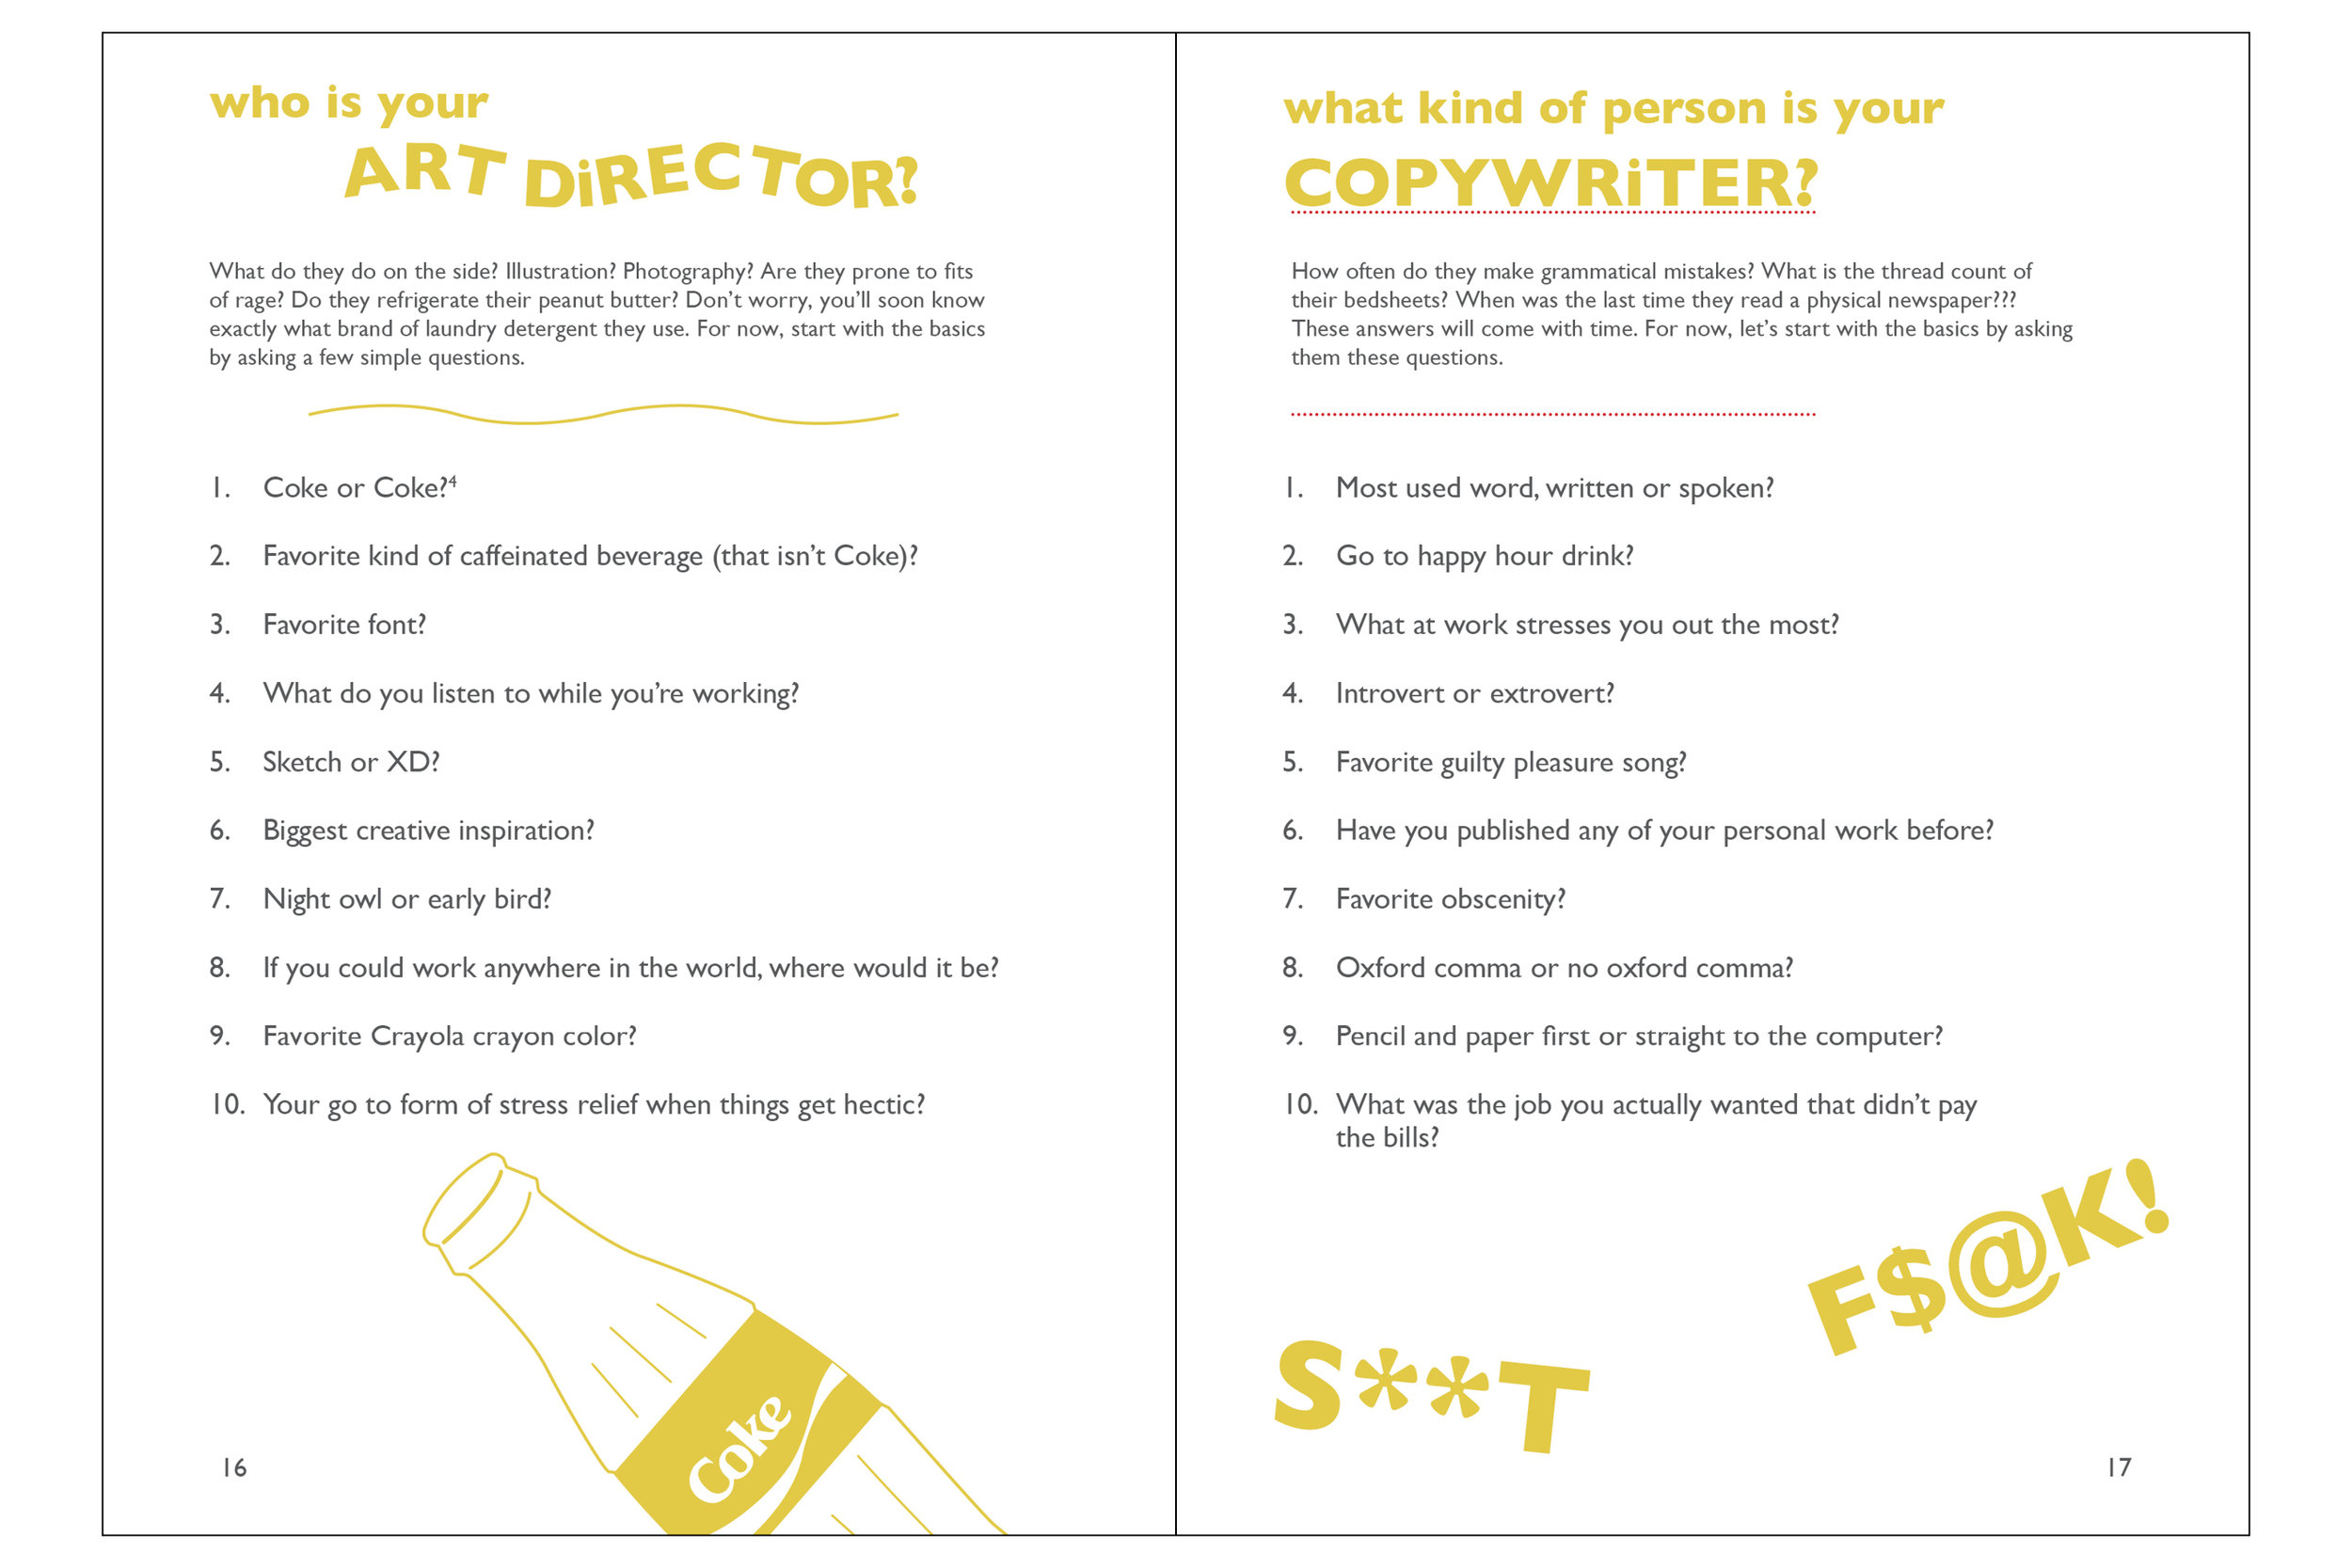 who is your
ART DiRECTOR?
What do they do on the side? Illustration? Photography? Are they prone to fits
of rage? Do they refrigerate their peanut butter? Don't worry, you'll soon know
exactly what brand of laundry detergent they use. For now, start with the basics
by asking a few simple questions.
1. Coke or Coke?⁴
2. Favorite kind of caffeinated beverage (that isn't Coke)?
3. Favorite font?
4. What do you listen to while you're working?
5. Sketch or XD?
6. Biggest creative inspiration?
7. Night owl or early bird?
8. If you could work anywhere in the world, where would it be?
9. Favorite Crayola crayon color?
10. Your go to form of stress relief when things get hectic?
Coke
16
what kind of person is your
COPYWRiTER?
How often do they make grammatical mistakes? What is the thread count of
their bedsheets? When was the last time they read a physical newspaper???
These answers will come with time. For now, let's start with the basics by asking
them these questions.
1. Most used word, written or spoken?
2. Go to happy hour drink?
3. What at work stresses you out the most?
4. Introvert or extrovert?
5. Favorite guilty pleasure song?
6. Have you published any of your personal work before?
7. Favorite obscenity?
8. Oxford comma or no oxford comma?
9. Pencil and paper first or straight to the computer?
10. What was the job you actually wanted that didn't pay
the bills?
F$@K!
S**T
17